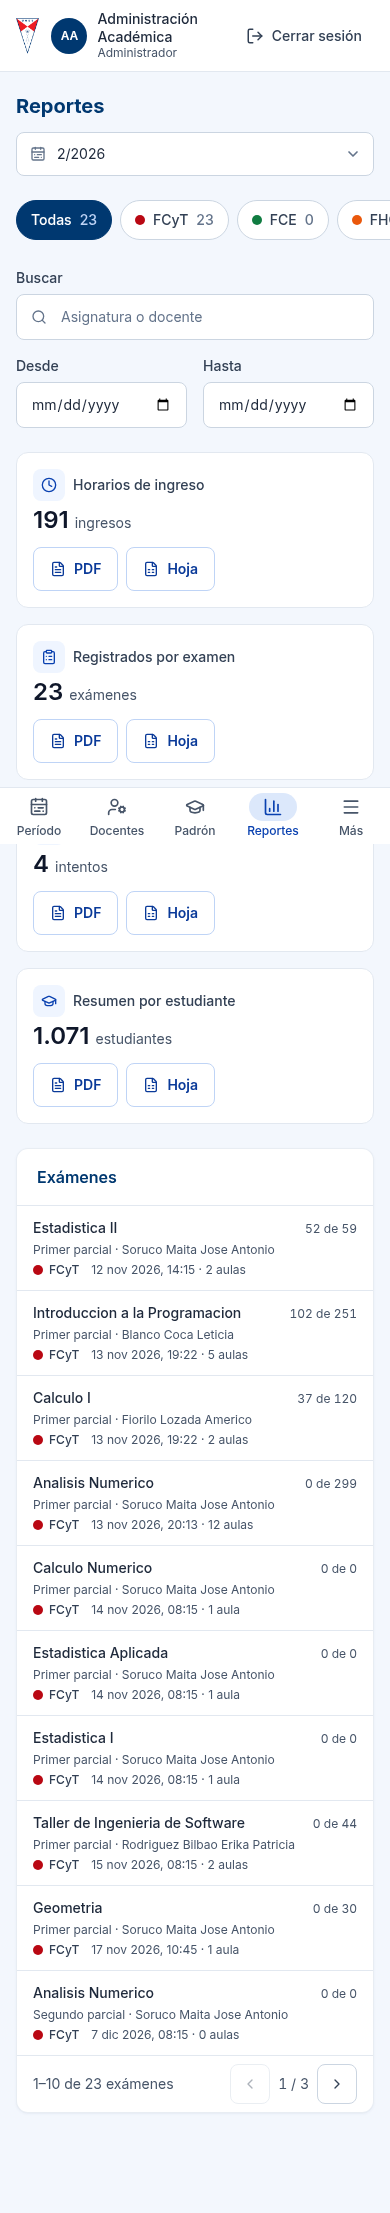 AA
Administración
Académica
Administrador
Cerrar sesión
Reportes
2/2026
Todas 23
FCyT 23
FCE 0
Buscar
Asignatura o docente
Desde
Hasta
mm/dd/yyyy
mm/dd/yyyy
Horarios de ingreso
191 ingresos
PDF
Hoja
Registrados por examen
23 exámenes
PDF
Hoja
Período
Docentes
Padrón
Reportes
Más
4 intentos
PDF
Hoja
Resumen por estudiante
1.071 estudiantes
PDF
Hoja
Exámenes
Estadistica II 52 de 59
Primer parcial · Soruco Maita Jose Antonio
FCyT 12 nov 2026, 14:15 · 2 aulas
Introduccion a la Programacion 102 de 251
Primer parcial · Blanco Coca Leticia
FCyT 13 nov 2026, 19:22 · 5 aulas
Calculo I 37 de 120
Primer parcial · Fiorilo Lozada Americo
FCyT 13 nov 2026, 19:22 · 2 aulas
Analisis Numerico 0 de 299
Primer parcial · Soruco Maita Jose Antonio
FCyT 13 nov 2026, 20:13 · 12 aulas
Calculo Numerico 0 de 0
Primer parcial · Soruco Maita Jose Antonio
FCyT 14 nov 2026, 08:15 · 1 aula
Estadistica Aplicada 0 de 0
Primer parcial · Soruco Maita Jose Antonio
FCyT 14 nov 2026, 08:15 · 1 aula
Estadistica I 0 de 0
Primer parcial · Soruco Maita Jose Antonio
FCyT 14 nov 2026, 08:15 · 1 aula
Taller de Ingenieria de Software 0 de 44
Primer parcial · Rodriguez Bilbao Erika Patricia
FCyT 15 nov 2026, 08:15 · 2 aulas
Geometria 0 de 30
Primer parcial · Soruco Maita Jose Antonio
FCyT 17 nov 2026, 10:45 · 1 aula
Analisis Numerico 0 de 0
Segundo parcial · Soruco Maita Jose Antonio
FCyT 7 dic 2026, 08:15 · 0 aulas
1–10 de 23 exámenes
1 / 3